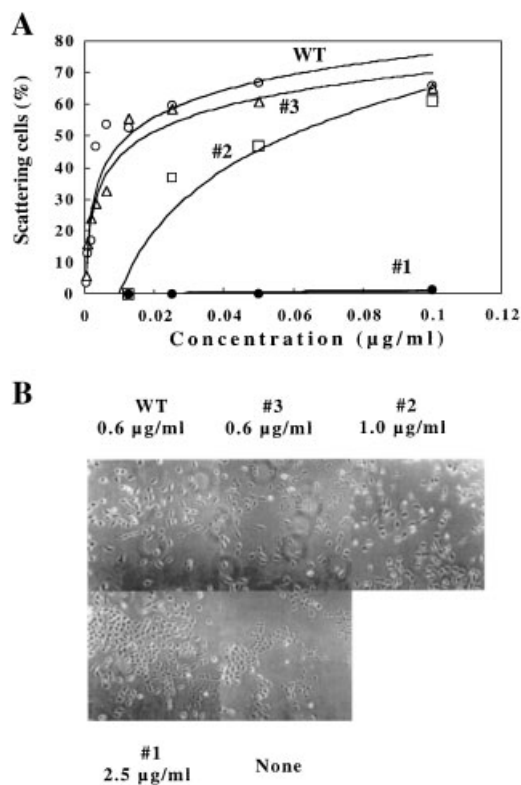 A
Scattering cells (%)
80
70
60
50
40
30
20
10
0
WT
#3
#2
#1
0
0.02
0.04
0.06
0.08
0.1
0.12
Concentration (µg/ml)
B
WT
0.6 µg/ml
#3
0.6 µg/ml
#2
1.0 µg/ml
#1
2.5 µg/ml
None